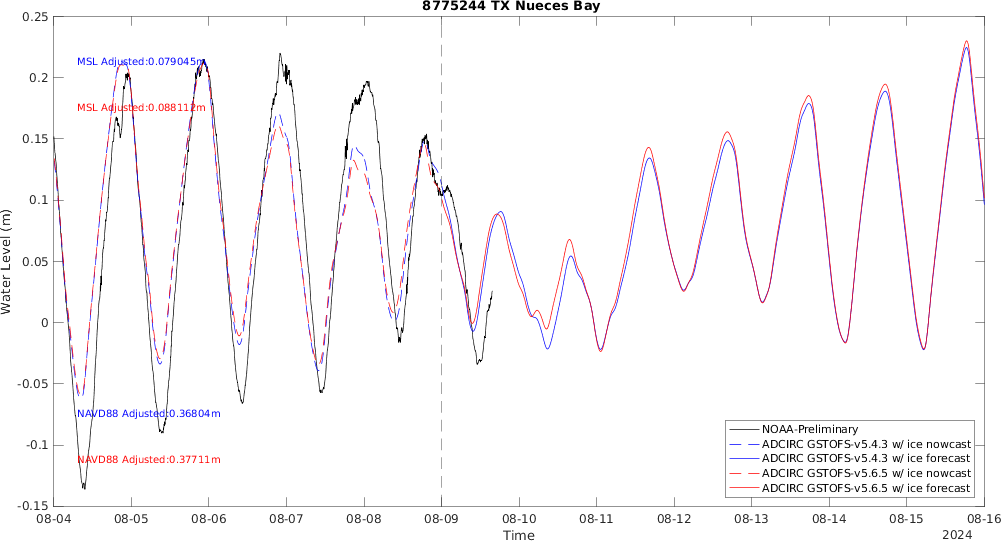 8775244 TX Nueces Bay
0.25
0.2
0.15
0.1
0.05
0
-0.05
-0.1
-0.15
Water Level (m)
MSL Adjusted:0.079045m
MSL Adjusted:0.088112m
NAVD88 Adjusted:0.36804m
NAVD88 Adjusted:0.37711m
NOAA-Preliminary
ADCIRC GSTOFS-v5.4.3 w/ ice nowcast
ADCIRC GSTOFS-v5.4.3 w/ ice forecast
ADCIRC GSTOFS-v5.6.5 w/ ice nowcast
ADCIRC GSTOFS-v5.6.5 w/ ice forecast
08-04 08-05 08-06 08-07 08-08 08-09 08-10 08-11 08-12 08-13 08-14 08-15 08-16
Time
2024